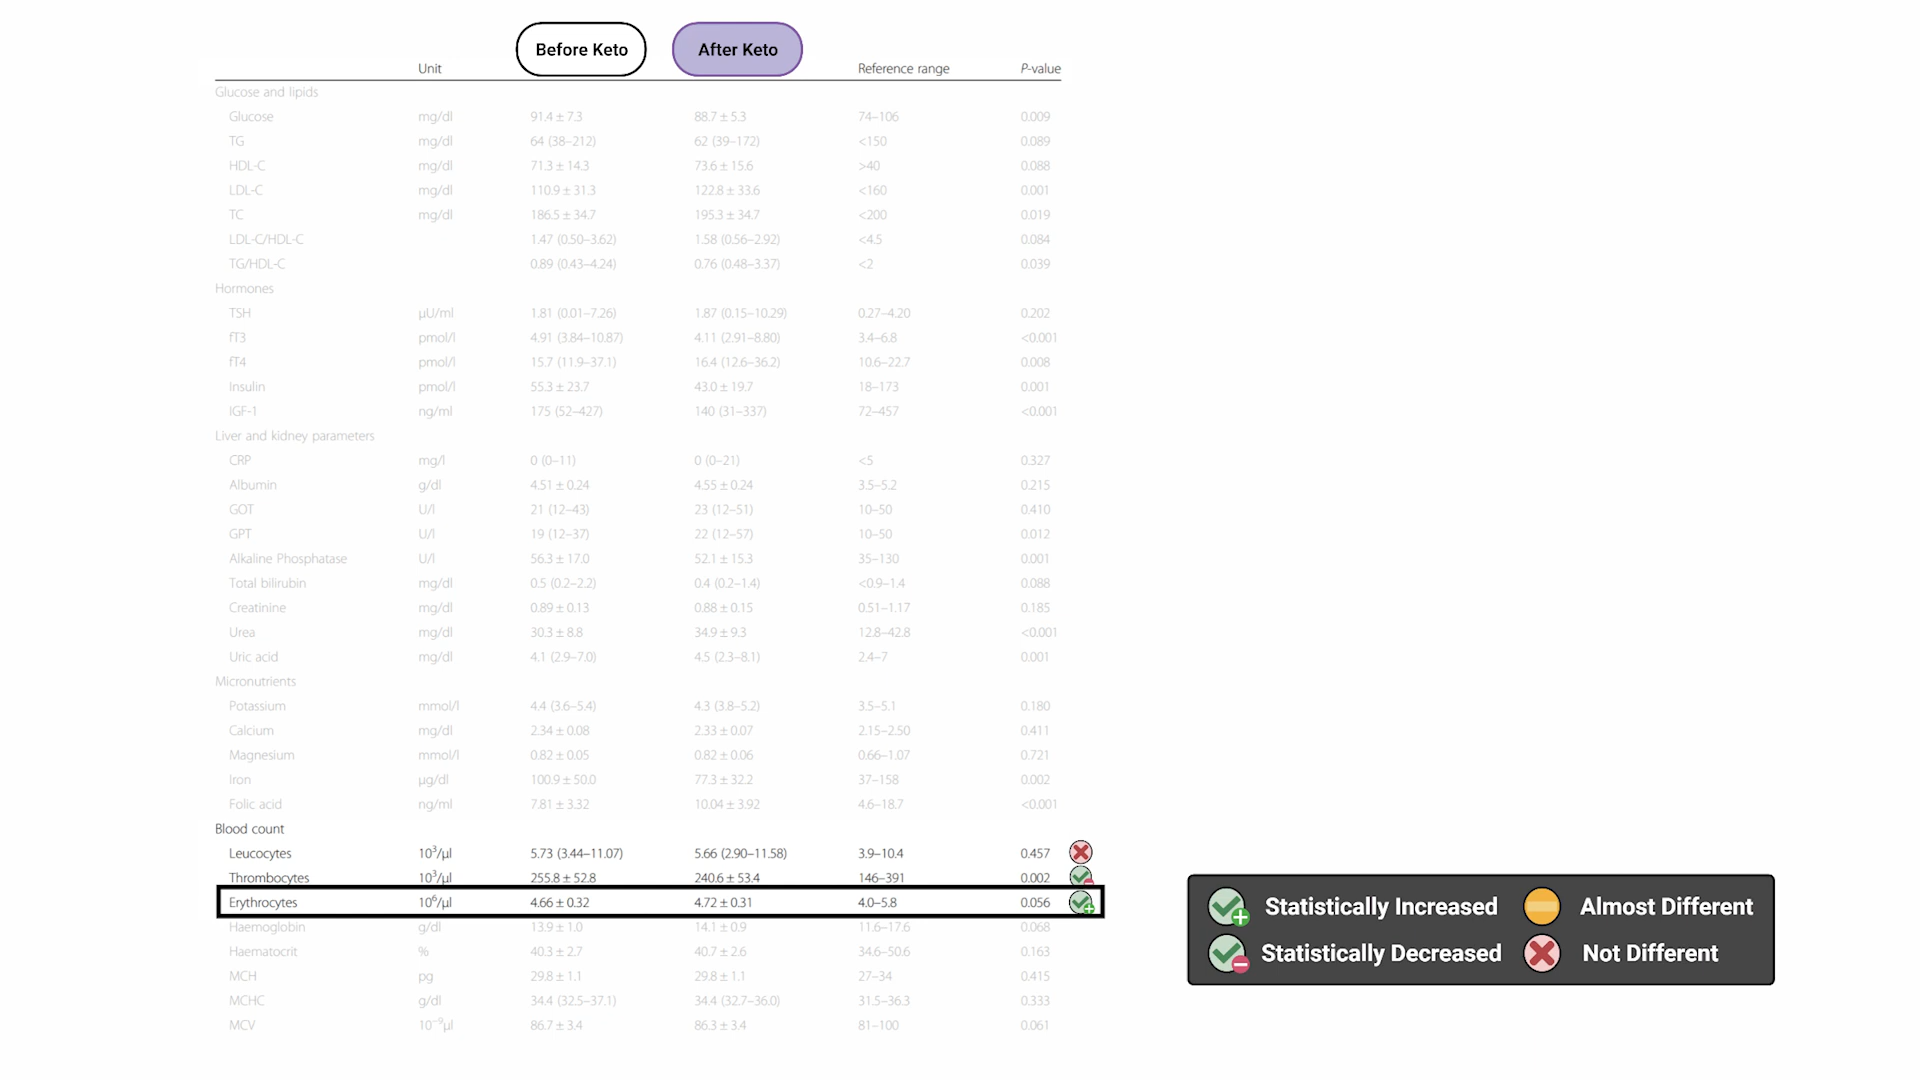 Before Keto After Keto
Unit Reference range P-value
Glucose and lipids
Glucose mg/dl 91.4 ± 7.3 88.7 ± 5.3 74–106 0.009
TG mg/dl 64 (38–212) 62 (39–172) <150 0.089
HDL-C mg/dl 71.3 ± 14.3 73.6 ± 15.6 >40 0.088
LDL-C mg/dl 110.9 ± 31.3 122.8 ± 33.6 <160 0.001
TC mg/dl 186.5 ± 34.7 195.3 ± 34.7 <200 0.019
LDL-C/HDL-C 1.47 (0.50–3.62) 1.58 (0.56–2.92) <4.5 0.084
TG/HDL-C 0.89 (0.43–4.24) 0.76 (0.48–3.37) <2 0.039
Hormones
TSH µU/ml 1.81 (0.01–7.26) 1.87 (0.15–10.29) 0.27–4.20 0.202
fT3 pmol/l 4.91 (3.84–10.87) 4.11 (2.91–8.80) 3.4–6.8 <0.001
fT4 pmol/l 15.7 (11.9–37.1) 16.4 (12.6–36.2) 10.6–22.7 0.008
Insulin pmol/l 55.3 ± 23.7 43.0 ± 19.7 18–173 0.001
IGF-1 ng/ml 175 (52–427) 140 (31–337) 72–457 <0.001
Liver and kidney parameters
CRP mg/l 0 (0–11) 0 (0–21) <5 0.327
Albumin g/dl 4.51 ± 0.24 4.55 ± 0.24 3.5–5.2 0.215
GOT U/l 21 (12–43) 23 (12–51) 10–50 0.410
GPT U/l 19 (12–37) 22 (12–57) 10–50 0.012
Alkaline Phosphatase U/l 56.3 ± 17.0 52.1 ± 15.3 35–130 0.001
Total bilirubin mg/dl 0.5 (0.2–2.2) 0.4 (0.2–1.4) <0.9–1.4 0.088
Creatinine mg/dl 0.89 ± 0.13 0.88 ± 0.15 0.51–1.17 0.185
Urea mg/dl 30.3 ± 8.8 34.9 ± 9.3 12.8–42.8 <0.001
Uric acid mg/dl 4.1 (2.9–7.0) 4.5 (2.3–8.1) 2.4–7 0.001
Micronutrients
Potassium mmol/l 4.4 (3.6–5.4) 4.3 (3.8–5.2) 3.5–5.1 0.180
Calcium mg/dl 2.34 ± 0.08 2.33 ± 0.07 2.15–2.50 0.411
Magnesium mmol/l 0.82 ± 0.05 0.82 ± 0.06 0.66–1.07 0.721
Iron µg/dl 100.9 ± 50.0 77.3 ± 32.2 37–158 0.002
Folic acid ng/ml 7.81 ± 3.32 10.04 ± 3.92 4.6–18.7 <0.001
Blood count
Leucocytes 10³/µl 5.73 (3.44–11.07) 5.66 (2.90–11.58) 3.9–10.4 0.457
Thrombocytes 10³/µl 255.8 ± 52.8 240.6 ± 53.4 146–391 0.002
Erythrocytes 10⁶/µl 4.66 ± 0.32 4.72 ± 0.31 4.0–5.8 0.056
Haemoglobin g/dl 13.9 ± 1.0 14.1 ± 0.9 11.6–17.6 0.068
Haematocrit % 40.3 ± 2.7 40.7 ± 2.6 34.6–50.6 0.163
MCH pg 29.8 ± 1.1 29.8 ± 1.1 27–34 0.415
MCHC g/dl 34.4 (32.5–37.1) 34.4 (32.7–36.0) 31.5–36.3 0.333
MCV 10⁻⁹µl 86.7 ± 3.4 86.3 ± 3.4 81–100 0.061
Statistically Increased Almost Different
Statistically Decreased Not Different